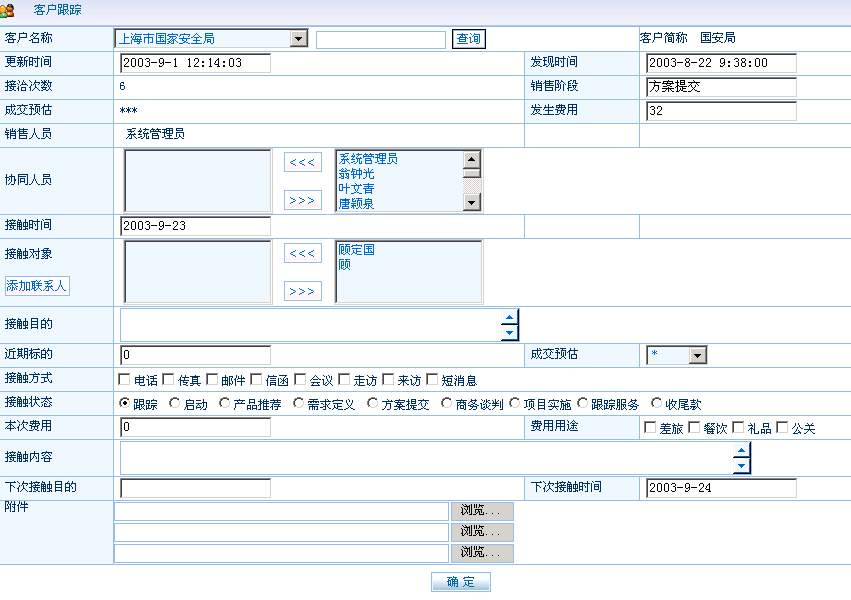 客户跟踪
客户名称 上海市国家安全局 查询 客户简称 国安局
更新时间 2003-9-1 12:14:03 发现时间 2003-8-22 9:38:00
接洽次数 6 销售阶段 方案提交
成交预估 *** 发生费用 32
销售人员 系统管理员
协同人员 <<< >>> 系统管理员
翁钟光
叶文青
唐颖泉
接触时间 2003-9-23
接触对象 <<< 顾定国
顾
添加联系人 >>>
接触目的
近期标的 0 成交预估 *
接触方式 电话 传真 邮件 信函 会议 走访 来访 短消息
接触状态 跟踪 启动 产品推荐 需求定义 方案提交 商务谈判 项目实施 跟踪服务 收尾款
本次费用 0 费用用途 差旅 餐饮 礼品 公关
接触内容
下次接触目的 下次接触时间 2003-9-24
附件 浏览...
浏览...
浏览...
确 定